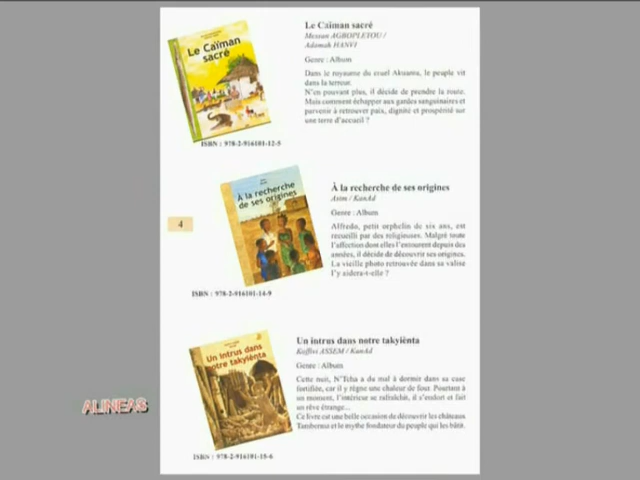 Le Caïman sacré
Messan AGBOPLETOU /
Adamah HANVI
Genre : Album
Dans le royaume du cruel Akuamu, le peuple vit
dans la terreur.
N'en pouvant plus, il décide de prendre la route.
Mais comment échapper aux gardes sanguinaires et
parvenir à retrouver paix, dignité et prospérité sur
une terre d'accueil ?
Le Caïman
sacré
ISBN : 978-2-916101-12-5
À la recherche de ses origines
Asim / KanAd
Genre : Album
Alfredo, petit orphelin de six ans, est
recueilli par des religieuses. Malgré toute
l'affection dont elles l'entourent depuis des
années, il décide de découvrir ses origines.
La vieille photo retrouvée dans sa valise
l'y aidera-t-elle ?
À la recherche
de ses origines
4
ISBN : 978-2-916101-14-9
Un intrus dans notre takyiènta
Koffivi ASSEM / KanAd
Genre : Album
Cette nuit, N'Tcha a du mal à dormir dans sa case
fortifiée, car il y règne une chaleur de four. Pourtant à
un moment, l'intérieur se rafraîchit, il s'endort et fait
un rêve étrange...
Ce livre est une belle occasion de découvrir les châteaux
Tamberma et le mythe fondateur du peuple qui les bâtit.
Un intrus dans
notre takyiènta
ISBN : 978-2-916101-15-6
ALINEAS